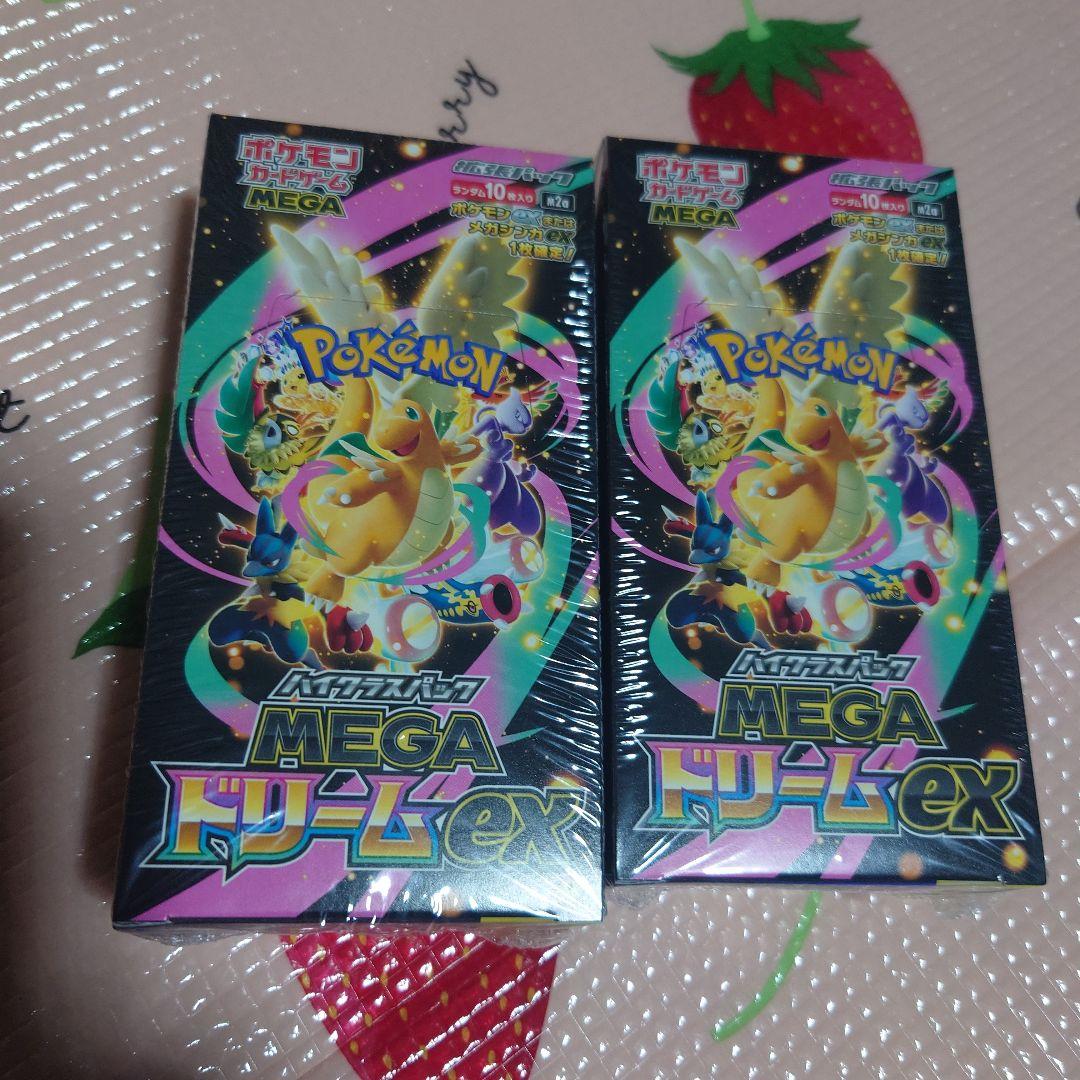 rry
t
ポケモン
カードゲーム
MEGA
拡張パック
ランダム10枚入り
M2a
ポケモンexまたは
メガシンカex
1枚確定!
POKéMON
ハイクラスパック
MEGA
ドリームex
ポケモン
カードゲーム
MEGA
拡張パック
ランダム10枚入り
M2a
ポケモンexまたは
メガシンカex
1枚確定!
POKéMON
ハイクラスパック
MEGA
ドリームex